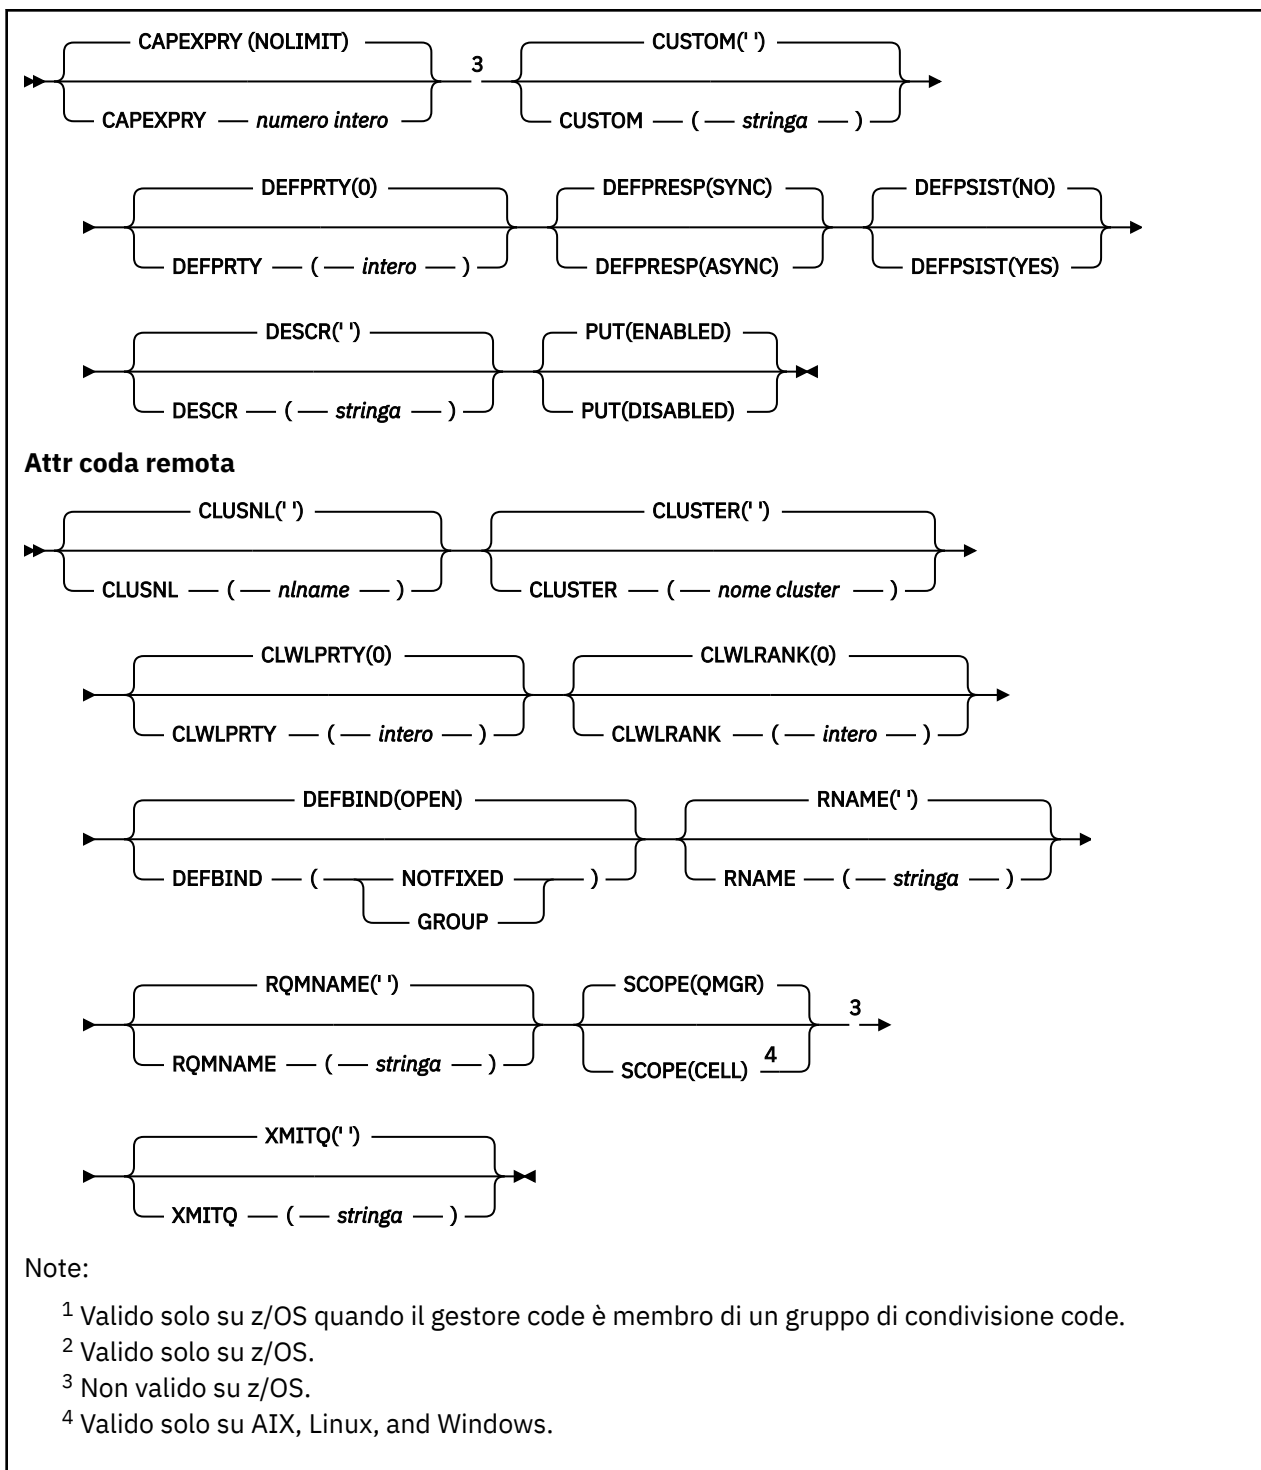 CAPEXPRY (NOLIMIT) 3 CUSTOM(' ')
CAPEXPRY numero intero CUSTOM ( stringa )
DEFPRTY(0) DEFPRESP(SYNC) DEFPSIST(NO)
DEFPRTY ( intero ) DEFPRESP(ASYNC) DEFPSIST(YES)
DESCR(' ') PUT(ENABLED)
DESCR ( stringa ) PUT(DISABLED)
Attr coda remota
CLUSNL(' ') CLUSTER(' ')
CLUSNL ( nlname ) CLUSTER ( nome cluster )
CLWLPRTY(0) CLWLRANK(0)
CLWLPRTY ( intero ) CLWLRANK ( intero )
DEFBIND(OPEN) RNAME(' ')
DEFBIND ( NOTFIXED ) RNAME ( stringa )
GROUP
RQMNAME(' ') SCOPE(QMGR) 3
RQMNAME ( stringa ) SCOPE(CELL) 4
XMITQ(' ')
XMITQ ( stringa )
Note:
1 Valido solo su z/OS quando il gestore code è membro di un gruppo di condivisione code.
2 Valido solo su z/OS.
3 Non valido su z/OS.
4 Valido solo su AIX, Linux, and Windows.